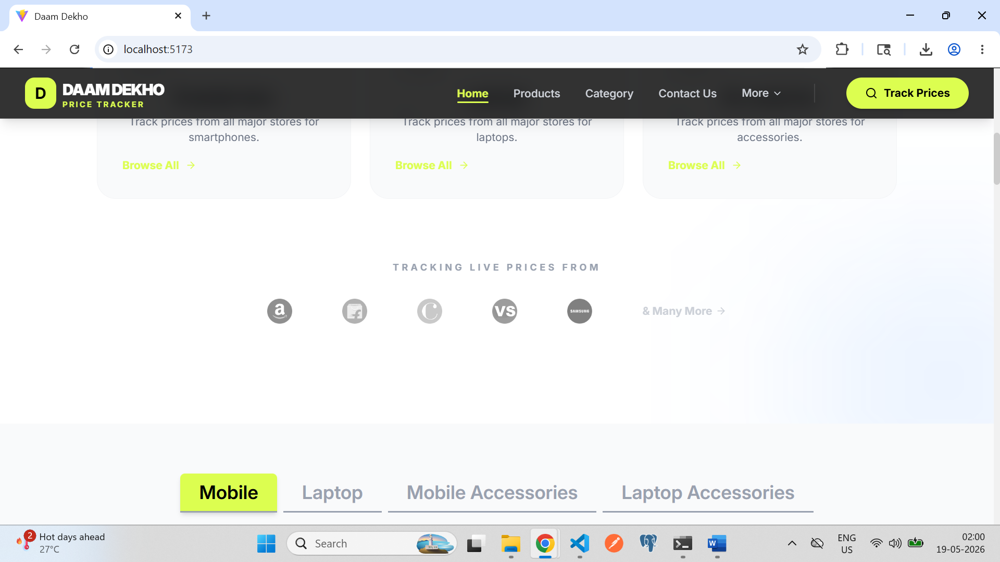 Daam Dekho
localhost:5173
D
DAAM DEKHO
PRICE TRACKER
Home
Products
Category
Contact Us
More
Track Prices
Track prices from all major stores for
smartphones.
Browse All
Track prices from all major stores for
laptops.
Browse All
Track prices from all major stores for
accessories.
Browse All
TRACKING LIVE PRICES FROM
a
f
C
VS
SAMSUNG
& Many More
Mobile
Laptop
Mobile Accessories
Laptop Accessories
2
Hot days ahead
27°C
Search
W
ENG
US
02:00
19-05-2026